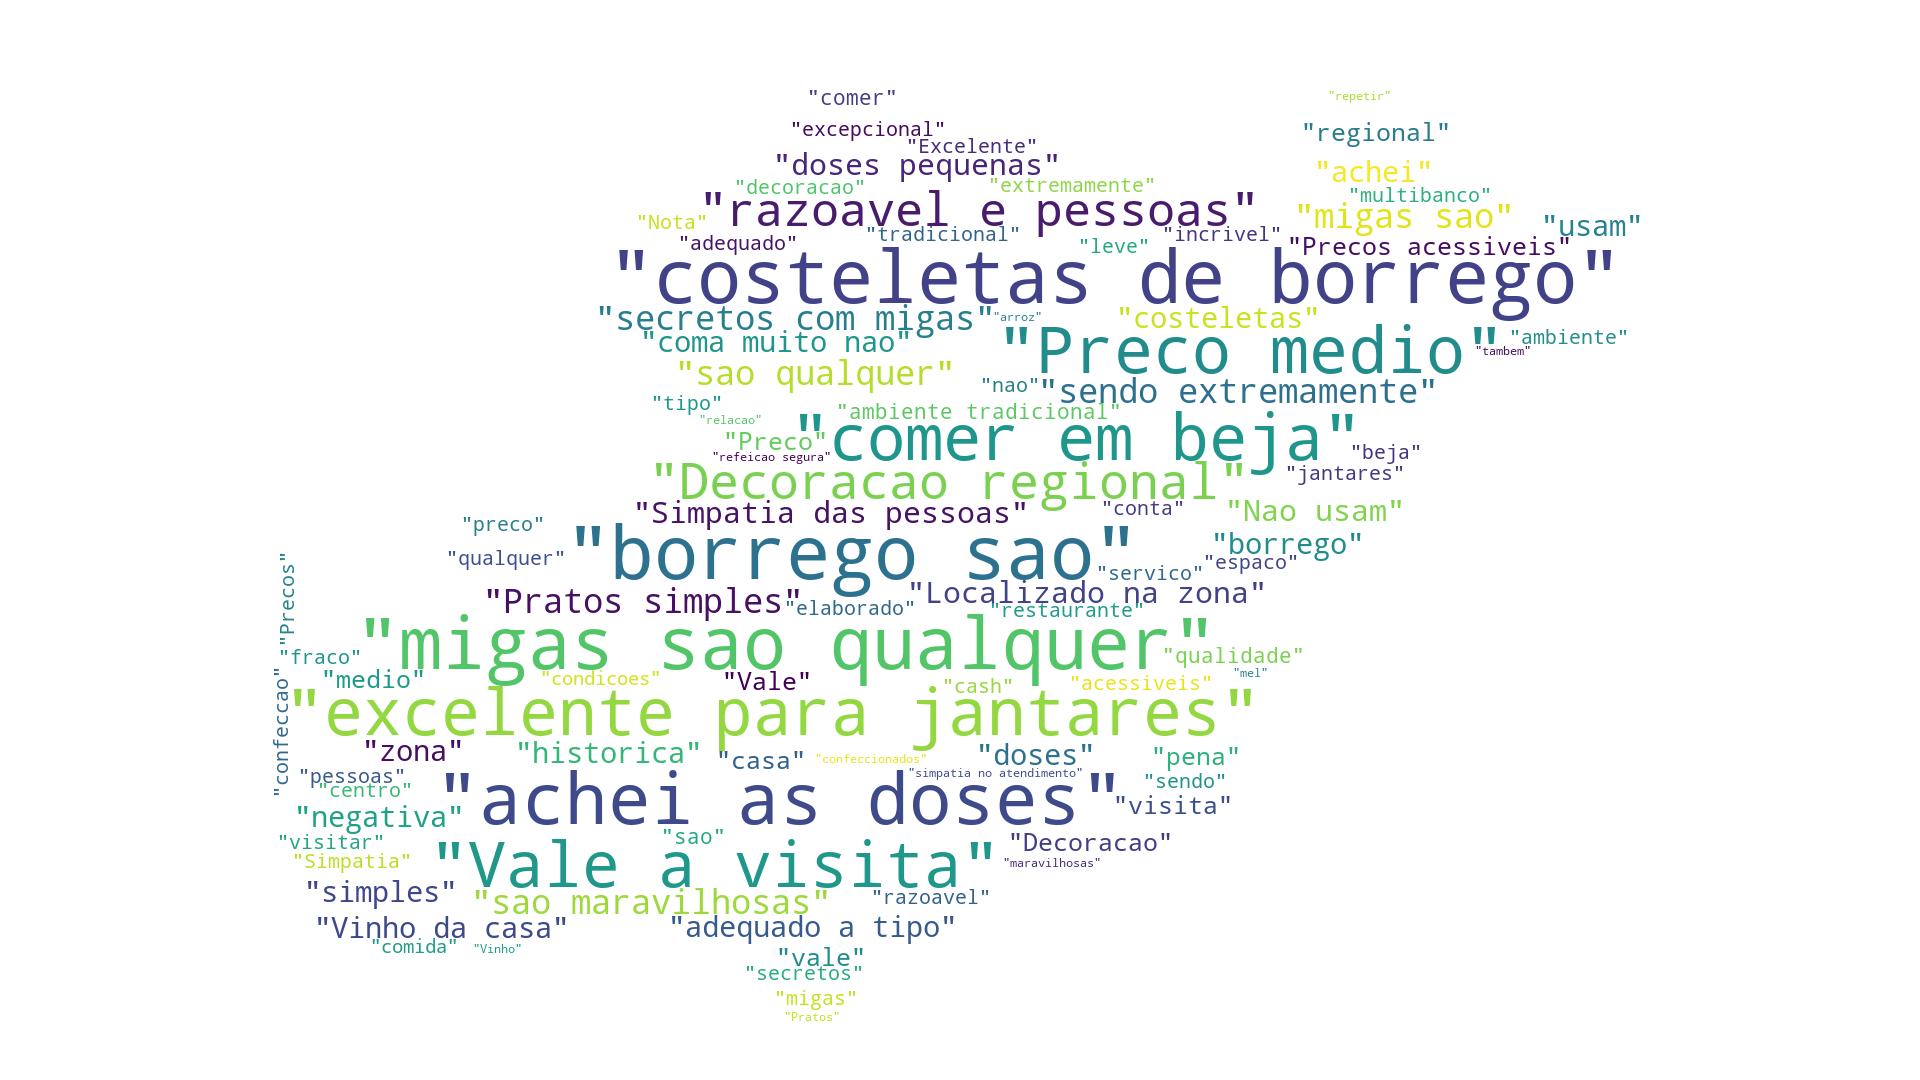 "comer"
"repetir"
"excepcional"
"regional"
"Excelente"
"doses pequenas"
"achei"
"decoracao"
"extremamente"
"multibanco"
"razoavel e pessoas"
"migas sao"
"Nota"
"usam"
"tradicional"
"incrivel"
"adequado"
"leve"
"Precos acessiveis"
"costeletas de borrego"
"secretos com migas"
"arroz"
"costeletas"
"coma muito nao"
"Preco medio"
"ambiente"
"tambem"
"sao qualquer"
"nao"
"sendo extremamente"
"tipo"
"ambiente tradicional"
"relacao"
"Preco"
"comer em beja"
"beja"
"refeicao segura"
"Decoracao regional"
"jantares"
"Simpatia das pessoas"
"conta"
"Nao usam"
"preco"
"borrego sao"
"borrego"
"qualquer"
"servico"
"espaco"
"Precos"
"Pratos simples"
"elaborado"
"Localizado na zona"
"restaurante"
"migas sao qualquer"
"fraco"
"qualidade"
"medio"
"condicoes"
"Vale"
"cash"
"acessiveis"
"mel"
"confeccao"
"excelente para jantares"
"zona"
"historica"
"casa"
"confeccionados"
"doses"
"pena"
"pessoas"
"simpatia no atendimento"
"centro"
"sendo"
"achei as doses"
"visita"
"negativa"
"visitar"
"sao"
"Decoracao"
"Simpatia"
"Vale a visita"
"maravilhosas"
"simples"
"sao maravilhosas"
"razoavel"
"Vinho da casa"
"adequado a tipo"
"comida"
"Vinho"
"vale"
"secretos"
"migas"
"Pratos"